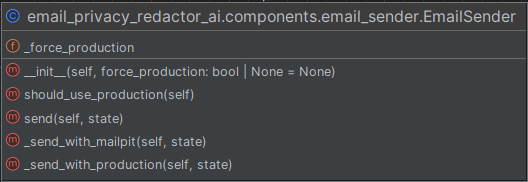 C email_privacy_redactor_ai.components.email_sender.EmailSender
f _force_production
m __init__(self, force_production: bool | None = None)
m should_use_production(self)
m send(self, state)
m _send_with_mailpit(self, state)
m _send_with_production(self, state)